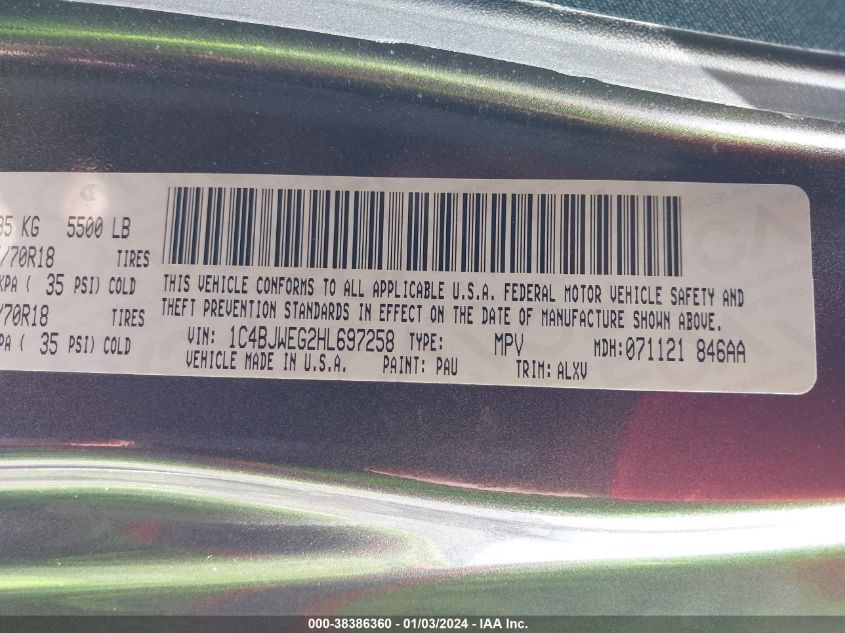 85 KG 5500 LB
/70R18 TIRES
KPA ( 35 PSI) COLD
/70R18 TIRES
PA ( 35 PSI) COLD
THIS VEHICLE CONFORMS TO ALL APPLICABLE U.S.A. FEDERAL MOTOR VEHICLE SAFETY AND
THEFT PREVENTION STANDARDS IN EFFECT ON THE DATE OF MANUFACTURE SHOWN ABOVE.
VIN: 1C4BJWEG2HL697258 TYPE: MPV MDH:071121 846AA
VEHICLE MADE IN U.S.A. PAINT: PAU TRIM: ALXV
000-38386360 - 01/03/2024 - IAA Inc.